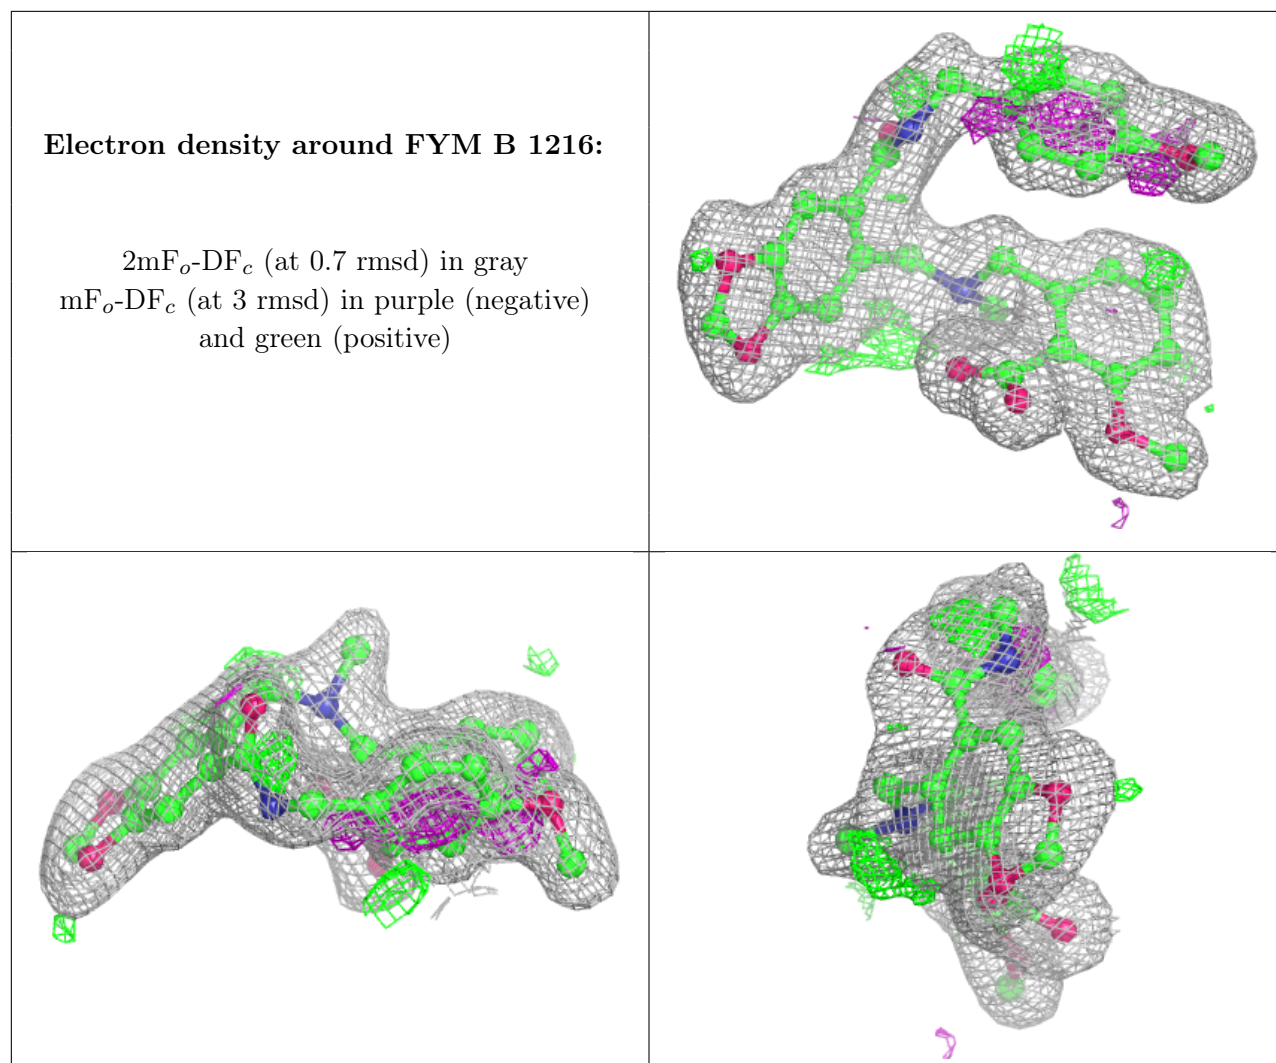 Electron density around FYM B 1216:
2mFₒ-DF𝒸 (at 0.7 rmsd) in gray
mFₒ-DF𝒸 (at 3 rmsd) in purple (negative)
and green (positive)